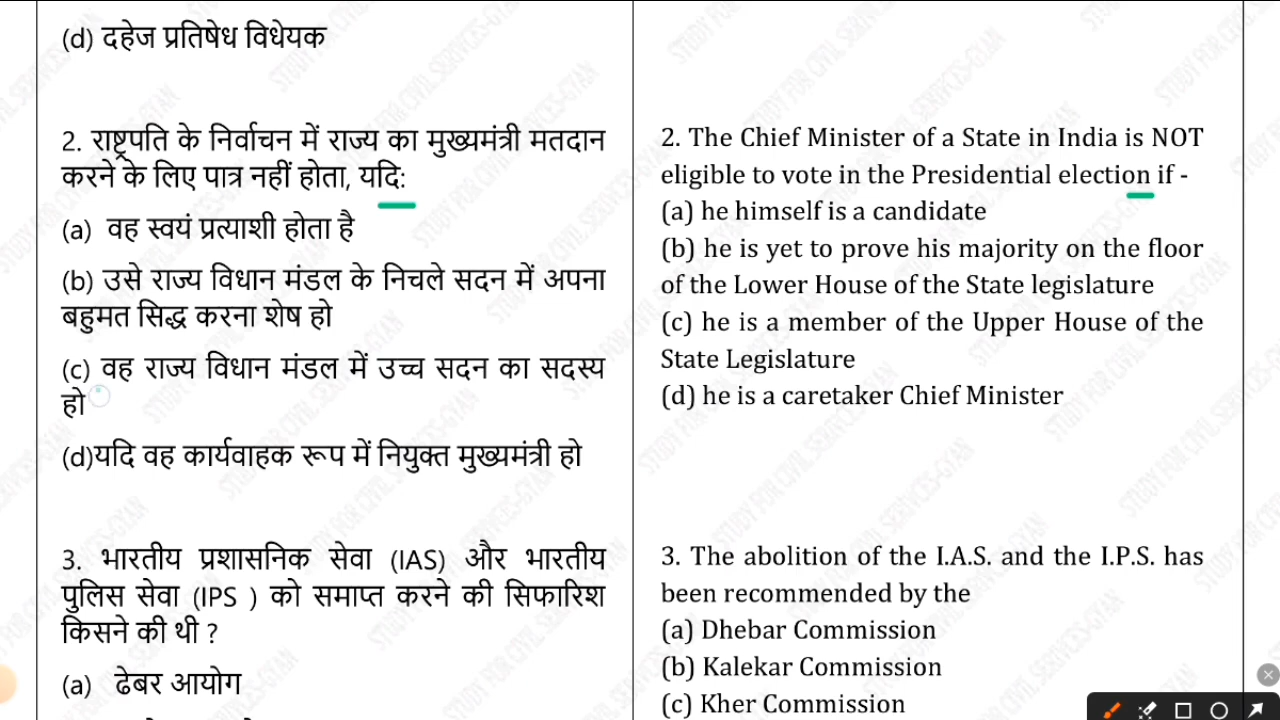 (d) दहेज प्रतिषेध विधेयक
2. राष्ट्रपति के निर्वाचन में राज्य का मुख्यमंत्री मतदान
करने के लिए पात्र नहीं होता, यदि:
(a) वह स्वयं प्रत्याशी होता है
(b) उसे राज्य विधान मंडल के निचले सदन में अपना
बहुमत सिद्ध करना शेष हो
(c) वह राज्य विधान मंडल में उच्च सदन का सदस्य
हो
(d)यदि वह कार्यवाहक रूप में नियुक्त मुख्यमंत्री हो
3. भारतीय प्रशासनिक सेवा (IAS) और भारतीय
पुलिस सेवा (IPS ) को समाप्त करने की सिफारिश
किसने की थी ?
(a) ढेबर आयोग
2. The Chief Minister of a State in India is NOT
eligible to vote in the Presidential election if -
(a) he himself is a candidate
(b) he is yet to prove his majority on the floor
of the Lower House of the State legislature
(c) he is a member of the Upper House of the
State Legislature
(d) he is a caretaker Chief Minister
3. The abolition of the I.A.S. and the I.P.S. has
been recommended by the
(a) Dhebar Commission
(b) Kalekar Commission
(c) Kher Commission
STUDY FOR CIVIL SERVICES-GYAN